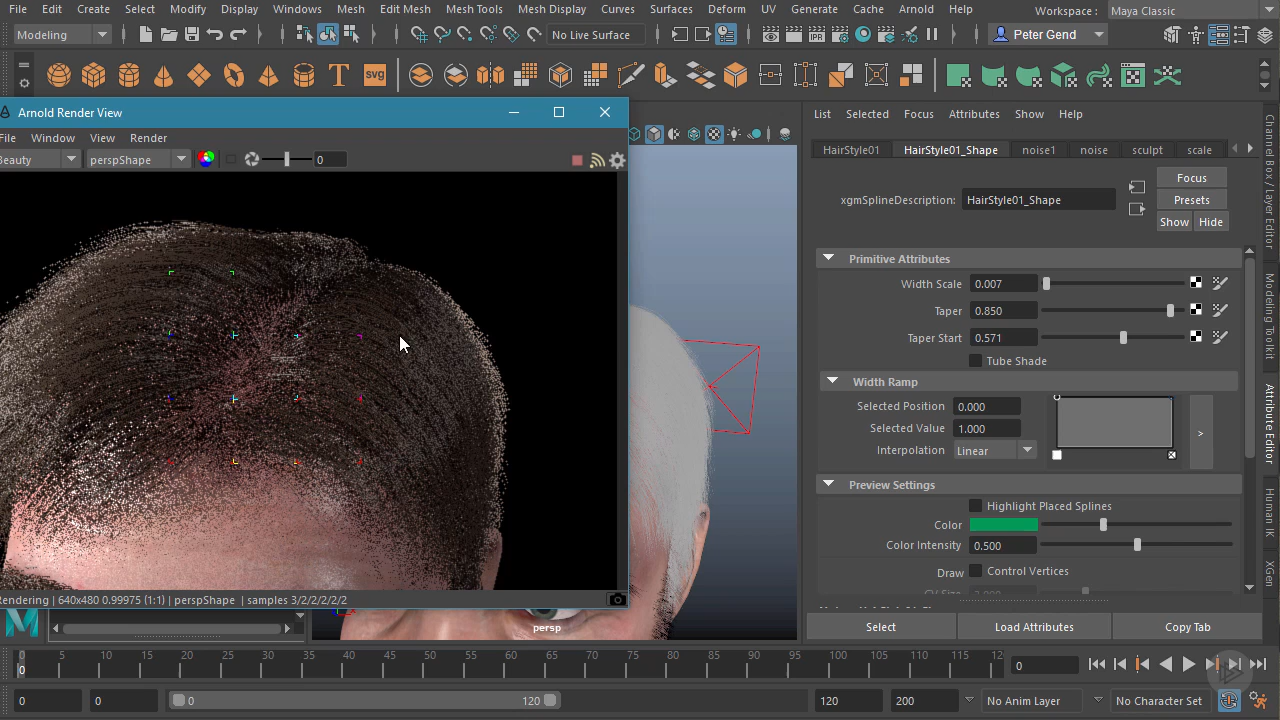 File Edit Create Select Modify Display Windows Mesh Edit Mesh Mesh Tools Mesh Display Curves Surfaces Deform UV Generate Cache Arnold Help Workspace : Maya Classic
Modeling No Live Surface IPR Peter Gend
T svg
Arnold Render View
File Window View Render
Beauty perspShape 0
Rendering | 640x480 0.99975 (1:1) | perspShape | samples 3/2/2/2/2/2
persp
List Selected Focus Attributes Show Help
HairStyle01 HairStyle01_Shape noise1 noise sculpt scale
Focus
xgmSplineDescription: HairStyle01_Shape Presets
Show Hide
Primitive Attributes
Width Scale 0.007
Taper 0.850
Taper Start 0.571
Tube Shade
Width Ramp
Selected Position 0.000
Selected Value 1.000 >
Interpolation Linear
Preview Settings
Highlight Placed Splines
Color
Color Intensity 0.500
Draw Control Vertices
Select Load Attributes Copy Tab
Channel Box / Layer Editor
Modeling Toolkit
Attribute Editor
Human IK
XGen
0 5 10 15 20 25 30 35 40 45 50 55 60 65 70 75 80 85 90 95 100 105 110 115 12
0 0
0 0 0 120 120 200 No Anim Layer No Character Set